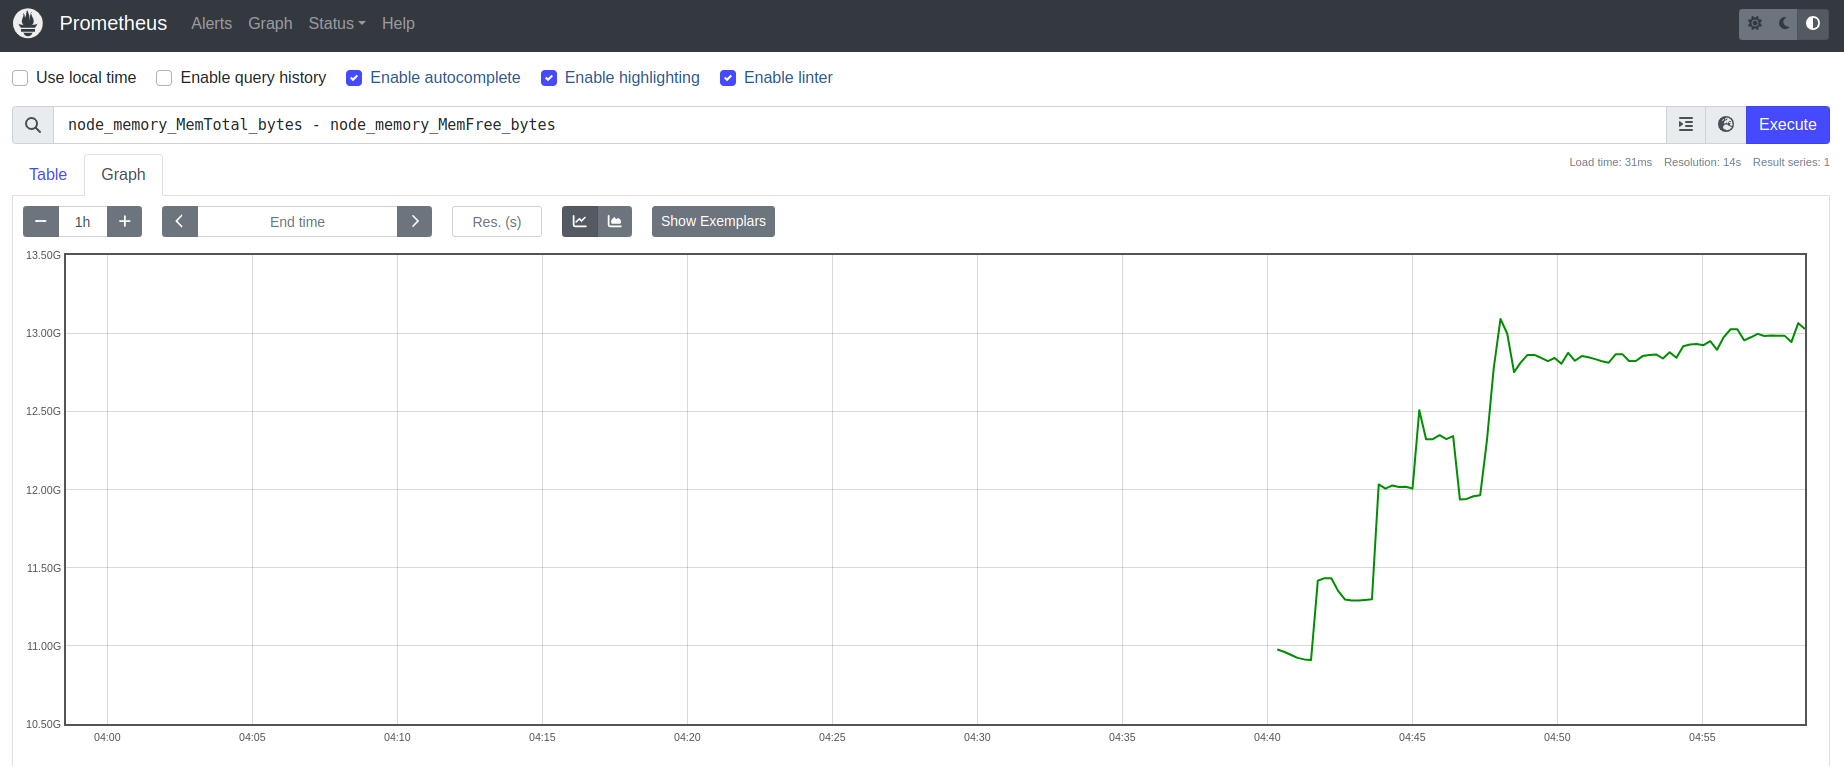 Prometheus Alerts Graph Status Help
Use local time Enable query history Enable autocomplete Enable highlighting Enable linter
node_memory_MemTotal_bytes - node_memory_MemFree_bytes Execute
Load time: 31ms Resolution: 14s Result series: 1
Table Graph
1h End time Res. (s) Show Exemplars
13.50G
13.00G
12.50G
12.00G
11.50G
11.00G
10.50G
04:00 04:05 04:10 04:15 04:20 04:25 04:30 04:35 04:40 04:45 04:50 04:55